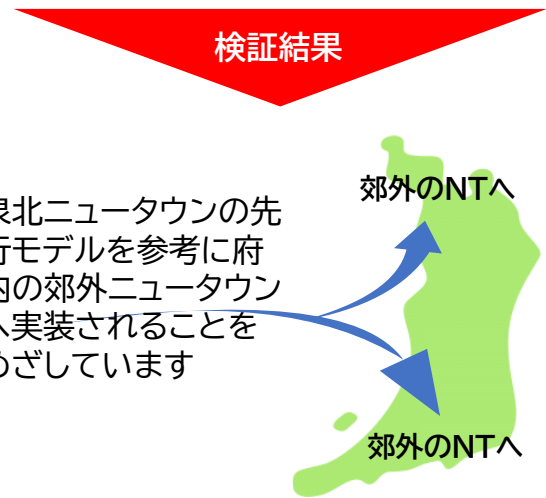 検証結果
郊外のNTへ
泉北ニュータウンの先
行モデルを参考に府
内の郊外ニュータウン
へ実装されることを
めざしています
郊外のNTへ